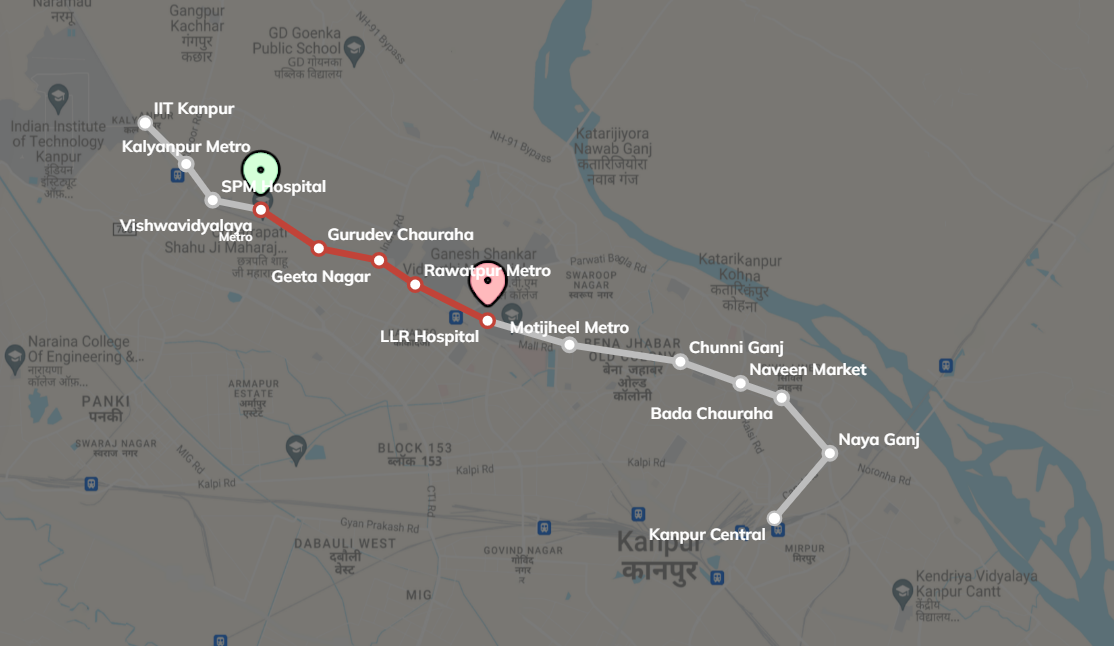 Naramau
नरमू
Gangpur
Kachhar
गंगपुर
कछार
GD Goenka
Public School
GD गोयनका
पब्लिक विद्यालय
NH-91 Bypass
Indian Institute
of Technology
Kanpur
इंडियन
इंस्टिट्यूट
ऑफ़...
IIT Kanpur
Kalyanpur Metro
SPM Hospital
Vishwavidyalaya
Metro
Shahu Ji Maharaj...
छत्रपति शाहू
जी महाराज
NH-91 Bypass
Katarijiyora
Nawab Ganj
कतारिजियोरा
नवाब गंज
Gurudev Chauraha
Geeta Nagar
Ganesh Shankar
Rawatpur Metro
कॉलेज
Parwati Bagla Rd
SWAROOP
NAGAR
स्वरूप नगर
Katarikanpur
Kohna
कतारिकपुर
कोहना
LLR Hospital
Motijheel Metro
Mall Rd
BENA JHABAR
OLD COLONY
बेना जहाबर
ओल्ड
कॉलोनी
Chunni Ganj
Naveen Market
Bada Chauraha
Naya Ganj
Kanpur Central
Naraina College
Of Engineering &...
नारायणा
कॉलेज ऑफ़...
PANKI
पनकी
ARMAPUR
ESTATE
अर्मापुर
एस्टेट
SWARAJ NAGAR
स्वराज नगर
MIG Rd
Kalpi Rd
BLOCK 153
ब्लॉक 153
Kalpi Rd
Kalpi Rd
CTI Rd
Noronha Rd
Gyan Prakash Rd
DABAULI WEST
दबौली
वेस्ट
GOVIND NAGAR
गोविंद
नगर
न
Kanpur
कानपुर
MIRPUR
मिरपुर
MIG
Kendriya Vidyalaya
Kanpur Cantt
केंद्रीय
विद्यालय...